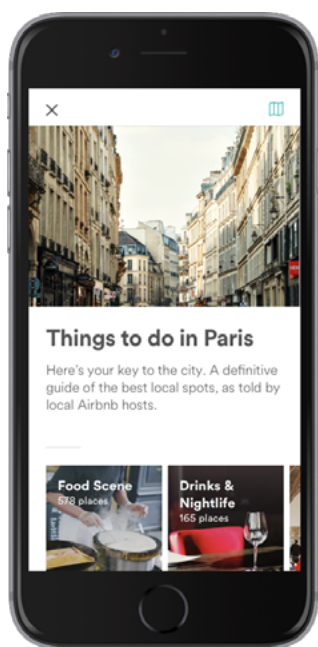 Things to do in Paris
Here's your key to the city. A definitive
guide of the best local spots, as told by
local Airbnb hosts.
Food Scene
578 places
Drinks &
Nightlife
165 places